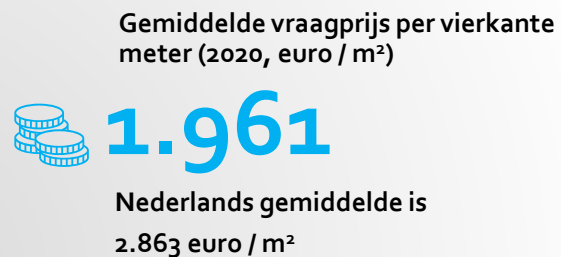 Gemiddelde vraagprijs per vierkante
meter (2020, euro / m²)
1.961
Nederlands gemiddelde is
2.863 euro / m²